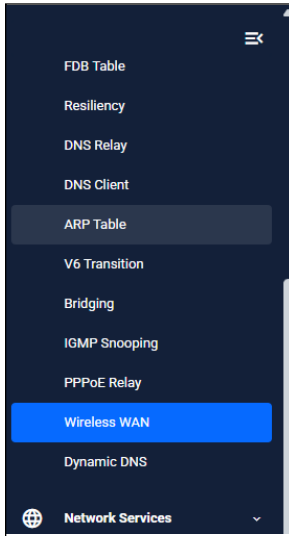 FDB Table
Resiliency
DNS Relay
DNS Client
ARP Table
V6 Transition
Bridging
IGMP Snooping
PPPoE Relay
Wireless WAN
Dynamic DNS
Network Services